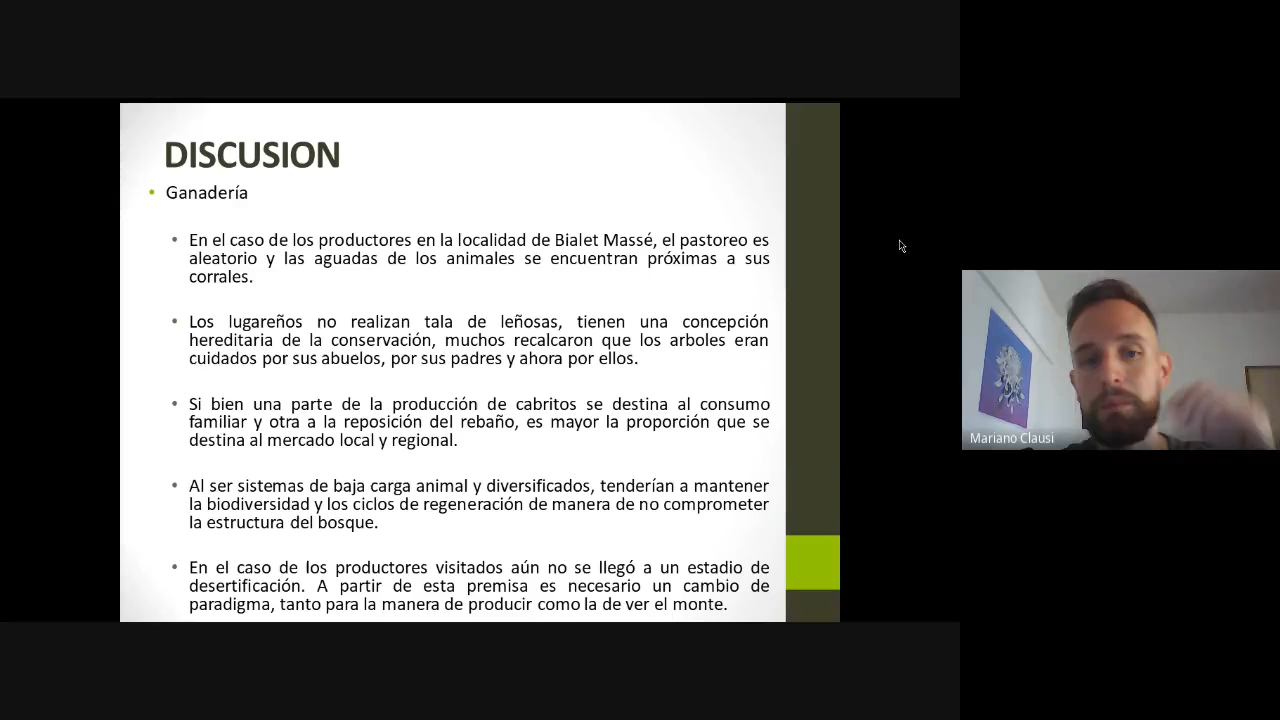 DISCUSION
• Ganadería
• En el caso de los productores en la localidad de Bialet Massé, el pastoreo es
aleatorio y las aguadas de los animales se encuentran próximas a sus
corrales.
• Los lugareños no realizan tala de leñosas, tienen una concepción
hereditaria de la conservación, muchos recalcaron que los arboles eran
cuidados por sus abuelos, por sus padres y ahora por ellos.
• Si bien una parte de la producción de cabritos se destina al consumo
familiar y otra a la reposición del rebaño, es mayor la proporción que se
destina al mercado local y regional.
• Al ser sistemas de baja carga animal y diversificados, tenderían a mantener
la biodiversidad y los ciclos de regeneración de manera de no comprometer
la estructura del bosque.
• En el caso de los productores visitados aún no se llegó a un estadio de
desertificación. A partir de esta premisa es necesario un cambio de
paradigma, tanto para la manera de producir como la de ver el monte.
Mariano Clausi